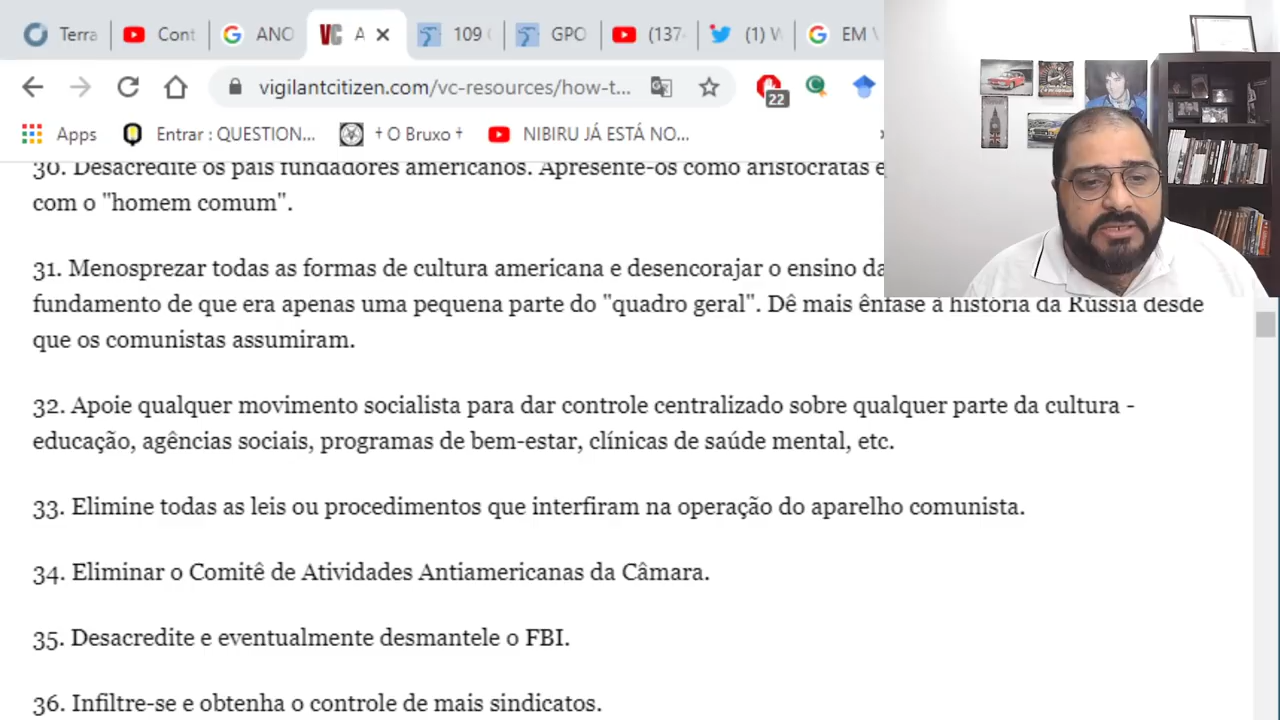 Terra
Cont
ANO
VC A
109
GPO
(137
(1) V
EM
vigilantcitizen.com/vc-resources/how-t...
22
Apps
Entrar : QUESTION...
† O Bruxo †
NIBIRU JÁ ESTÁ NO...
30. Desacredite os pais fundadores americanos. Apresente-os como aristocratas e
com o "homem comum".
31. Menosprezar todas as formas de cultura americana e desencorajar o ensino da
fundamento de que era apenas uma pequena parte do "quadro geral". Dê mais ênfase à história da Rússia desde
que os comunistas assumiram.
32. Apoie qualquer movimento socialista para dar controle centralizado sobre qualquer parte da cultura -
educação, agências sociais, programas de bem-estar, clínicas de saúde mental, etc.
33. Elimine todas as leis ou procedimentos que interfiram na operação do aparelho comunista.
34. Eliminar o Comitê de Atividades Antiamericanas da Câmara.
35. Desacredite e eventualmente desmantele o FBI.
36. Infiltre-se e obtenha o controle de mais sindicatos.